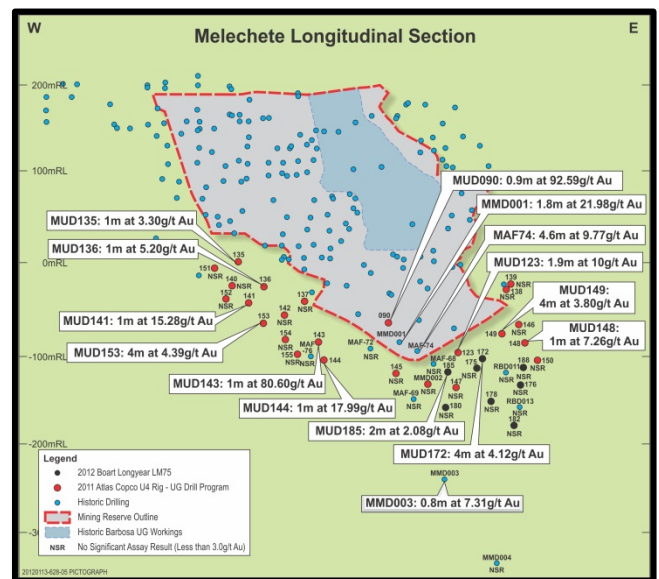 W
Melechete Longitudinal Section
E
200mRL
100mRL
0mRL
-100mRL
-200mRL
MUD090: 0.9m at 92.59g/t Au
MMD001: 1.8m at 21.98g/t Au
MAF74: 4.6m at 9.77g/t Au
MUD123: 1.9m at 10g/t Au
MUD135: 1m at 3.30g/t Au
MUD136: 1m at 5.20g/t Au
MUD149:
4m at 3.80g/t Au
MUD148:
1m at 7.26g/t Au
MUD141: 1m at 15.28g/t Au
MUD153: 4m at 4.39g/t Au
MUD143: 1m at 80.60g/t Au
MUD144: 1m at 17.99g/t Au
MUD185: 2m at 2.08g/t Au
MUD172: 4m at 4.12g/t Au
MMD003: 0.8m at 7.31g/t Au
135
151
NSR
140
NSR
136
152
NSR
141
137
NSR
153
142
NSR
154
NSR
143
155
NSR
MAF
-76
NSR
144
090
MMD001
MAF-72
NSR
MAF-74
145
NSR
MAF-68
NSR
123
MMD002
NSR
185
147
NSR
MAF-69
NSR
180
NSR
175
NSR
172
149
139
NSR
138
146
NSR
148
150
NSR
RBD011
NSR
188
NSR
176
NSR
178
NSR
RBD013
NSR
182
NSR
MMD003
MMD004
NSR
Legend
2012 Boart Longyear LM75
2011 Atlas Copco U4 Rig - UG Drill Program
Historic Drilling
Mining Reserve Outline
Historic Barbosa UG Workings
NSR No Significant Assay Result (Less than 3.0g/t Au)
20120113-628-05 PICTOGRAPH